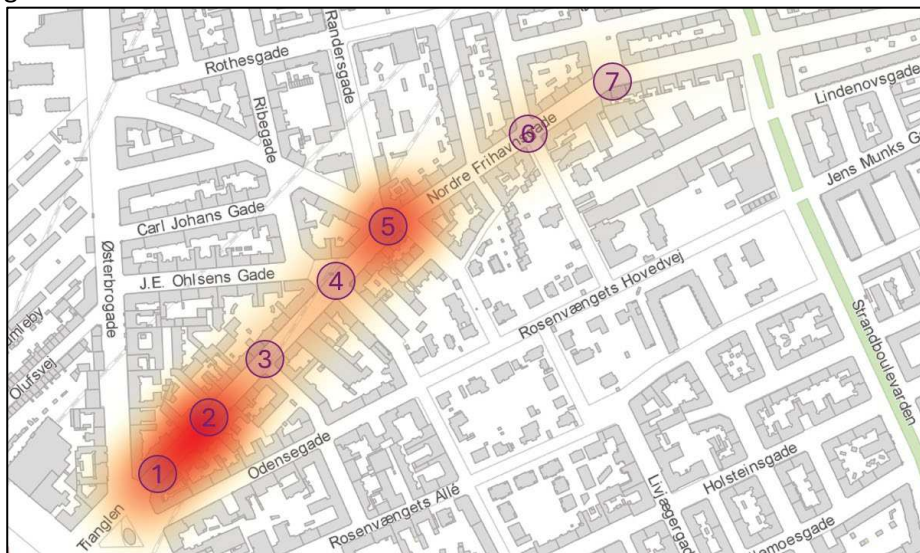 g
Rothesgade
Randersgade
Ribegade
7
Lindenovsgade
6
Nordre Frihavnsgade
Jens Munks G
Carl Johans Gade
5
Østerbrogade
J.E. Ohlsens Gade
4
Rosenvængets Hovedvej
Olufsvej
3
Strandboulevarden
2
Odensegade
1
Holsteinsgade
Rosenvængets Allé
Trianglen